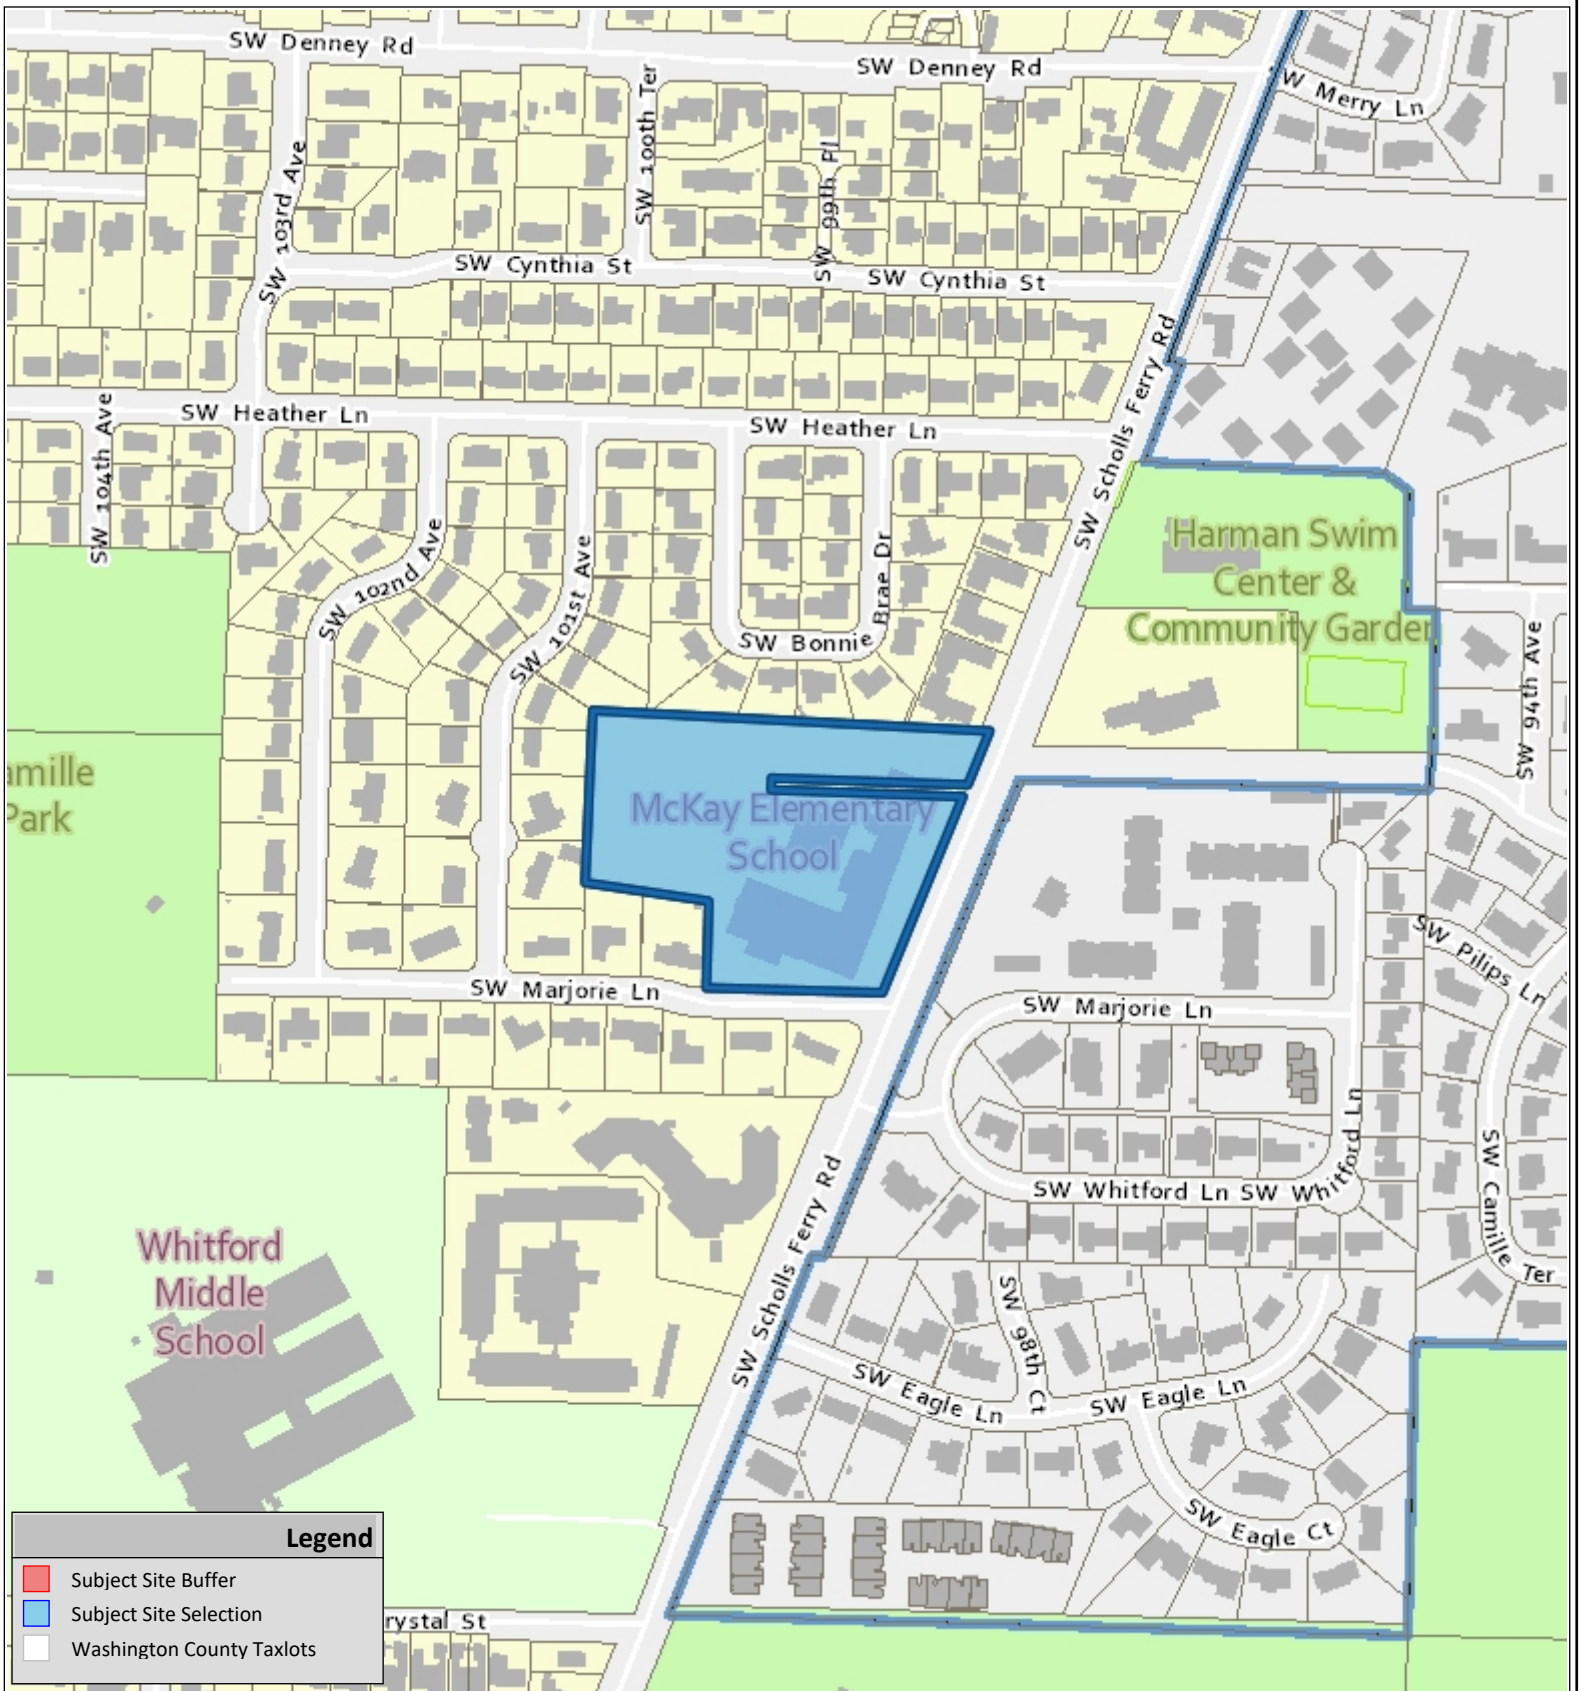 SW Denney Rd
SW Denney Rd
SW Merry Ln
SW 103rd Ave
SW 100th Ter
SW 99th Pl
SW Cynthia St
SW Cynthia St
SW Scholls Ferry Rd
SW Heather Ln
SW Heather Ln
SW 104th Ave
SW 102nd Ave
SW 101st Ave
SW Bonnie Brae Dr
Harman Swim
Center &
Community Garden
SW 94th Ave
amille
Park
McKay Elementary
School
SW Pilips Ln
SW Marjorie Ln
SW Marjorie Ln
SW Whitford Ln
SW Whitford Ln
SW Camille Ter
SW Scholls Ferry Rd
Whitford
Middle
School
SW 98th Ct
SW Eagle Ln
SW Eagle Ln
SW Eagle Ct
rystal St
Legend
Subject Site Buffer
Subject Site Selection
Washington County Taxlots